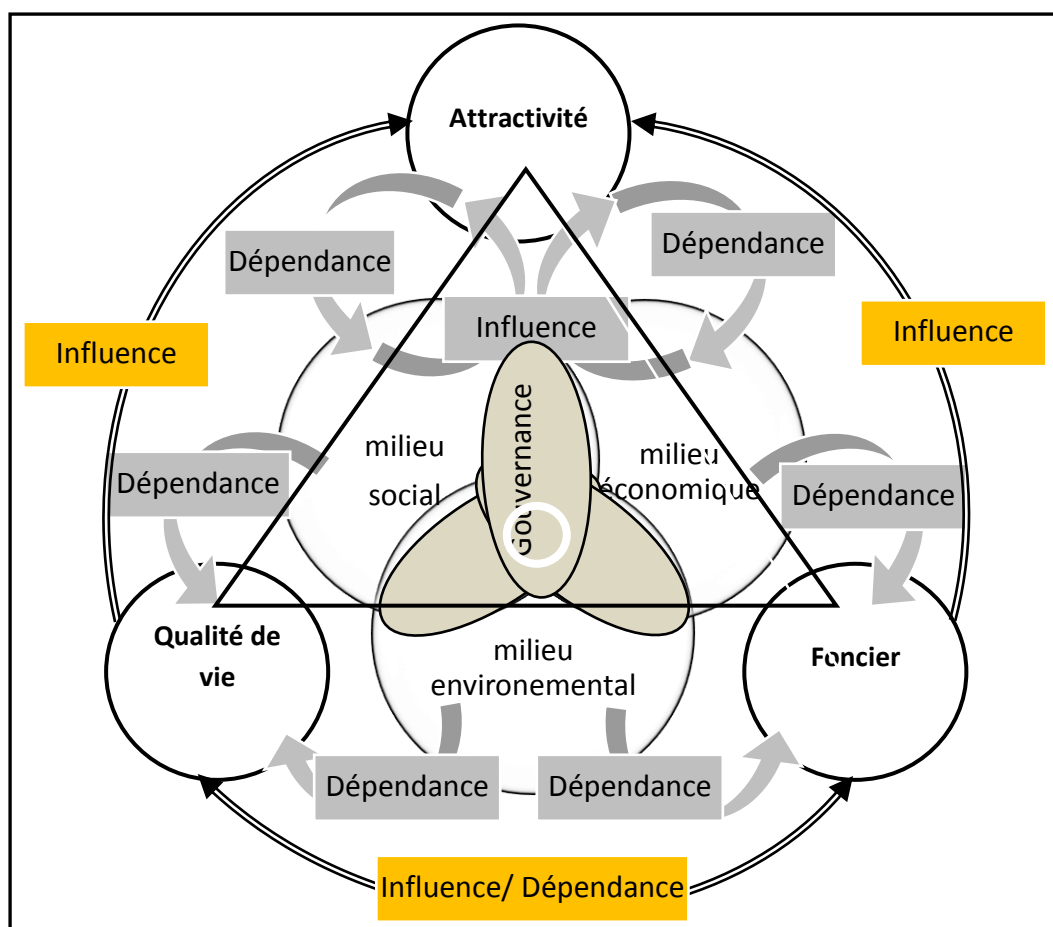 Attractivité
Dépendance
Dépendance
Influence
Influence
Influence
Gouvernance
milieu
social
milieu
économique
Dépendance
Dépendance
Qualité de
vie
Foncier
milieu
environemental
Dépendance
Dépendance
Influence/ Dépendance